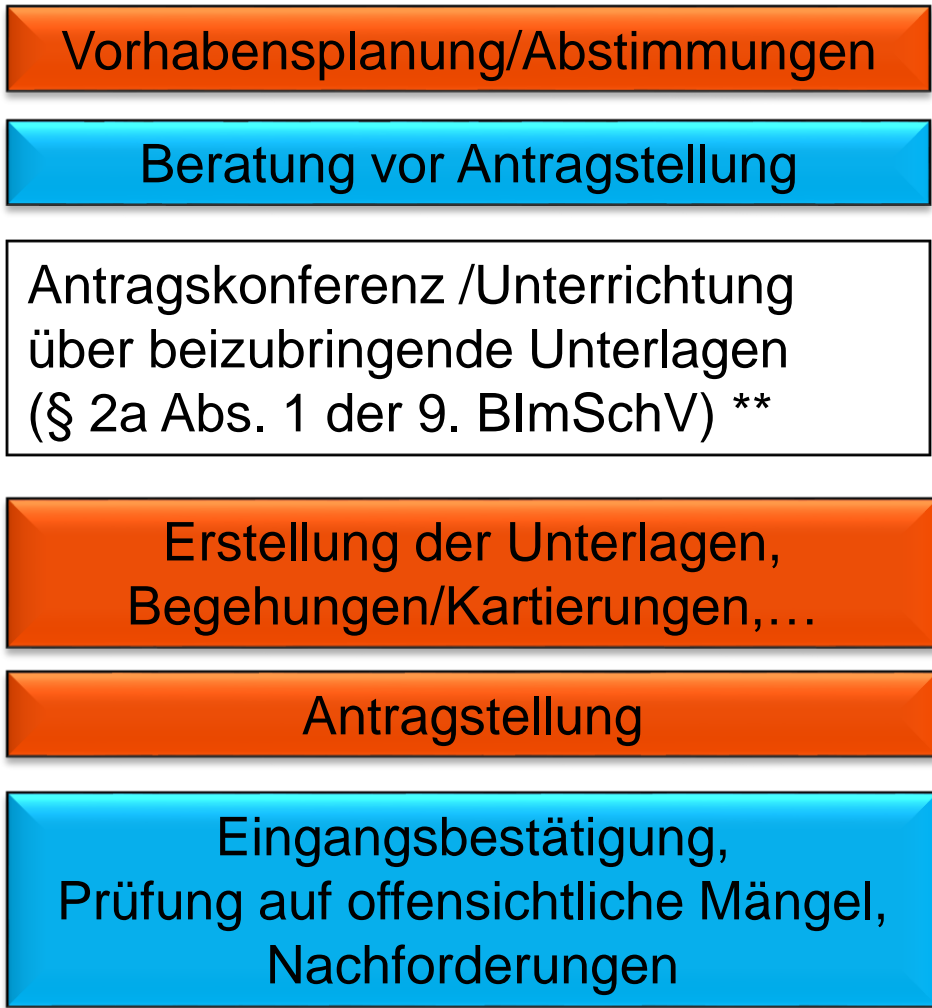 Vorhabensplanung/Abstimmungen
Beratung vor Antragstellung
Antragskonferenz /Unterrichtung
über beizubringende Unterlagen
(§ 2a Abs. 1 der 9. BImSchV) **
Erstellung der Unterlagen,
Begehungen/Kartierungen,…
Antragstellung
Eingangsbestätigung,
Prüfung auf offensichtliche Mängel,
Nachforderungen